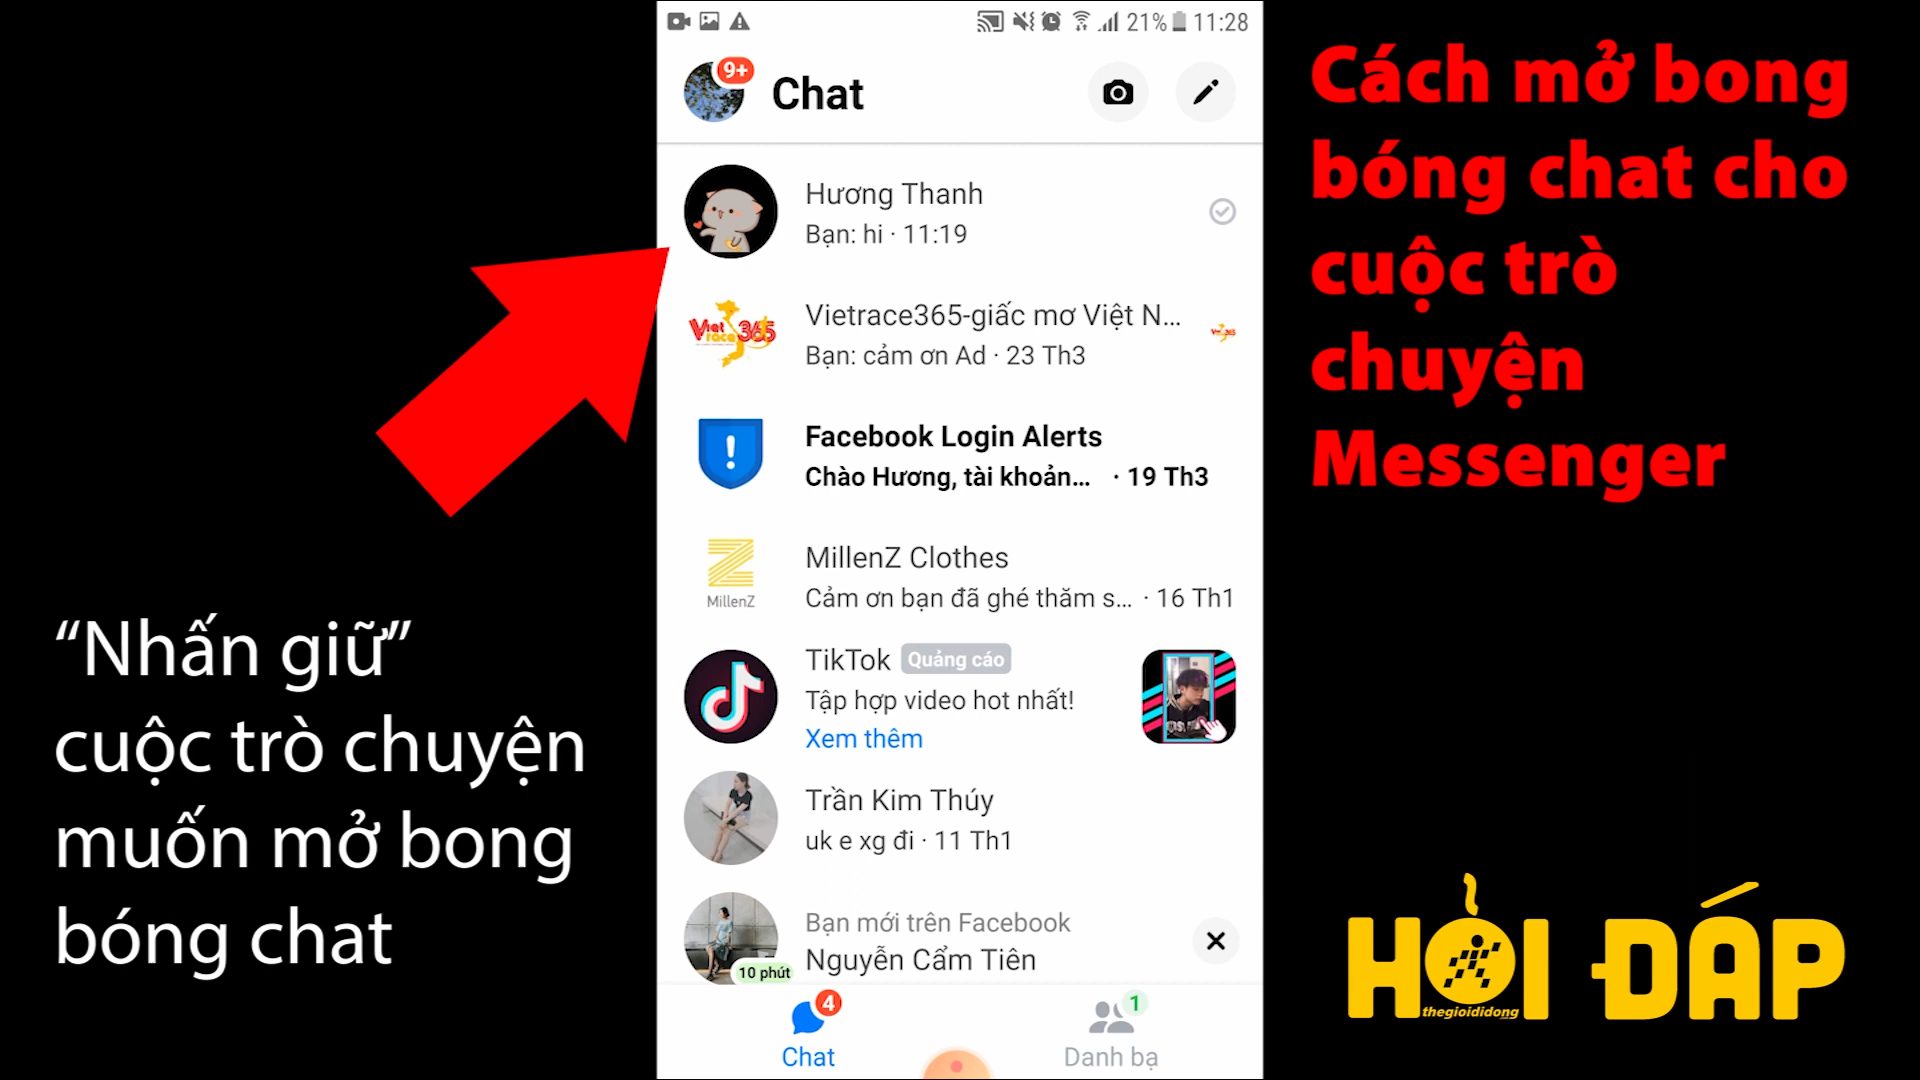 21% 11:28
9+
Chat
Hương Thanh
Bạn: hi · 11:19
Viet race 365
Vietrace365-giấc mơ Việt N...
Bạn: cảm ơn Ad · 23 Th3
Facebook Login Alerts
Chào Hương, tài khoản... · 19 Th3
MillenZ
MillenZ Clothes
Cảm ơn bạn đã ghé thăm s... · 16 Th1
TikTok Quảng cáo
Tập hợp video hot nhất!
Xem thêm
Trần Kim Thúy
uk e xg đi · 11 Th1
Bạn mới trên Facebook
Nguyễn Cẩm Tiên
10 phút
4
1
Chat
Danh bạ
“Nhấn giữ”
cuộc trò chuyện
muốn mở bong
bóng chat
Cách mở bong
bóng chat cho
cuộc trò
chuyện
Messenger
HỎI ĐÁP
thegioididong